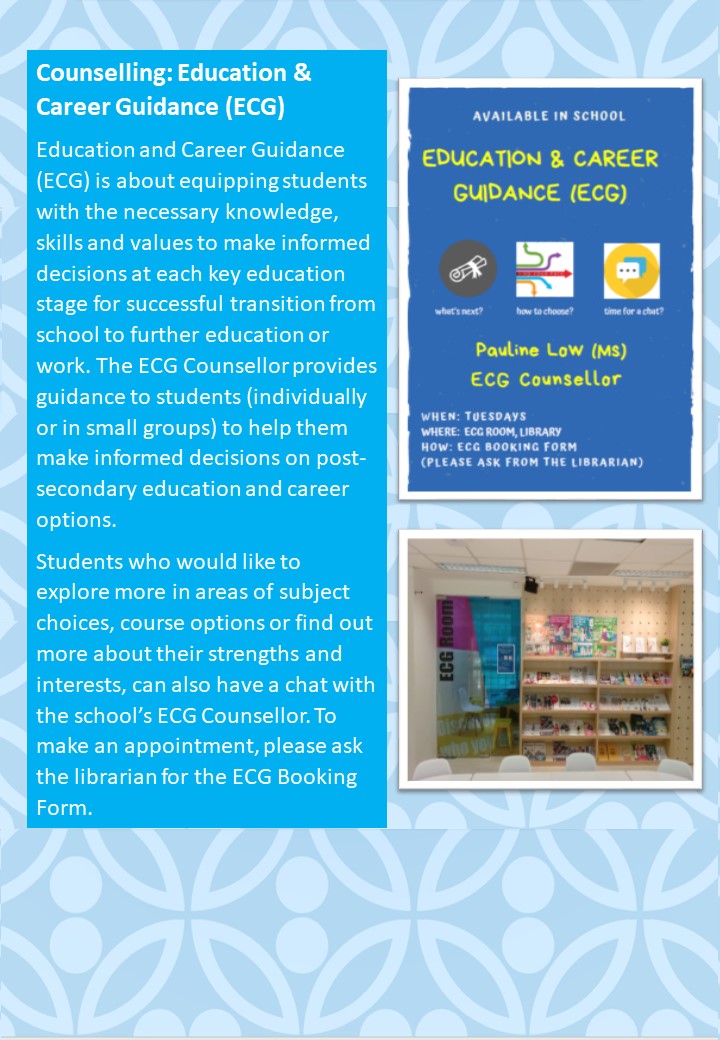 Counselling: Education &
Career Guidance (ECG)
Education and Career Guidance
(ECG) is about equipping students
with the necessary knowledge,
skills and values to make informed
decisions at each key education
stage for successful transition from
school to further education or
work. The ECG Counsellor provides
guidance to students (individually
or in small groups) to help them
make informed decisions on post-
secondary education and career
options.
Students who would like to
explore more in areas of subject
choices, course options or find out
more about their strengths and
interests, can also have a chat with
the school’s ECG Counsellor. To
make an appointment, please ask
the librarian for the ECG Booking
Form.
AVAILABLE IN SCHOOL
EDUCATION & CAREER
GUIDANCE (ECG)
what's next?
how to choose?
time for a chat?
Pauline Low (Ms)
ECG Counsellor
WHEN: TUESDAYS
WHERE: ECG ROOM, LIBRARY
HOW: ECG BOOKING FORM
(PLEASE ASK FROM THE LIBRARIAN)
ECG Room
who you